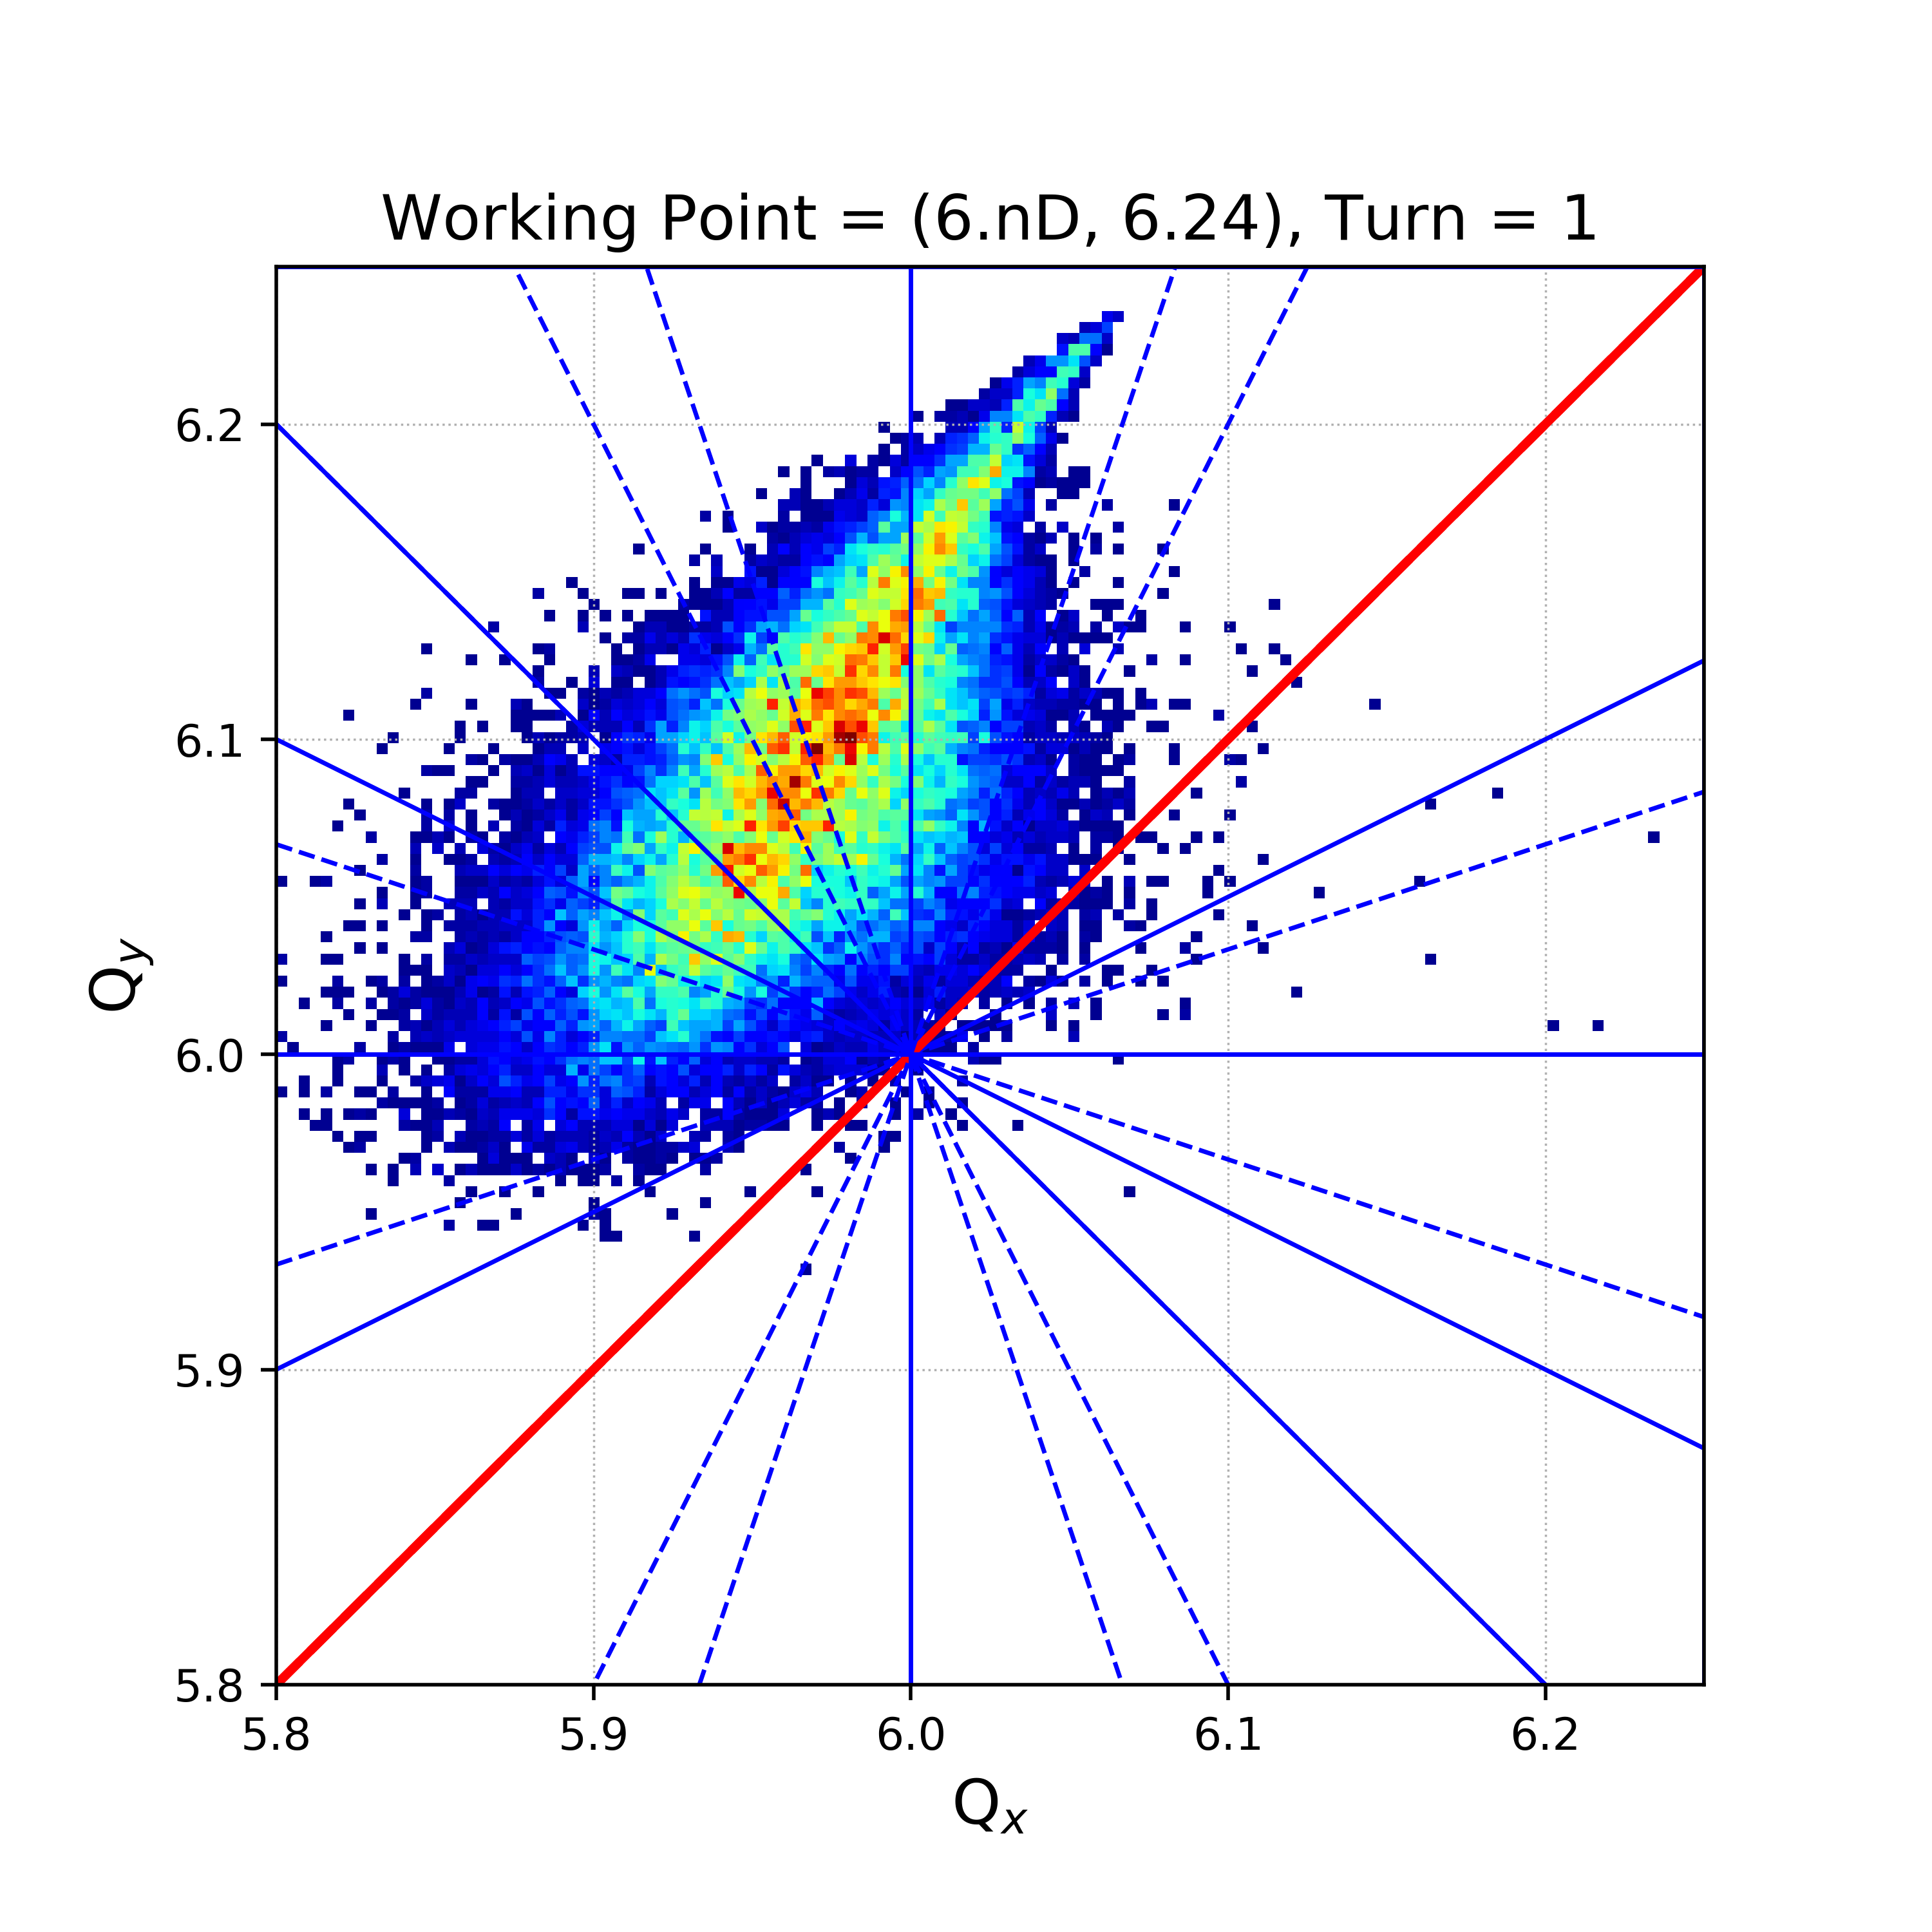 Working Point = (6.nD, 6.24), Turn = 1
6.2
6.1
6.0
5.9
5.8
Qy
5.8 5.9 6.0 6.1 6.2
Qx